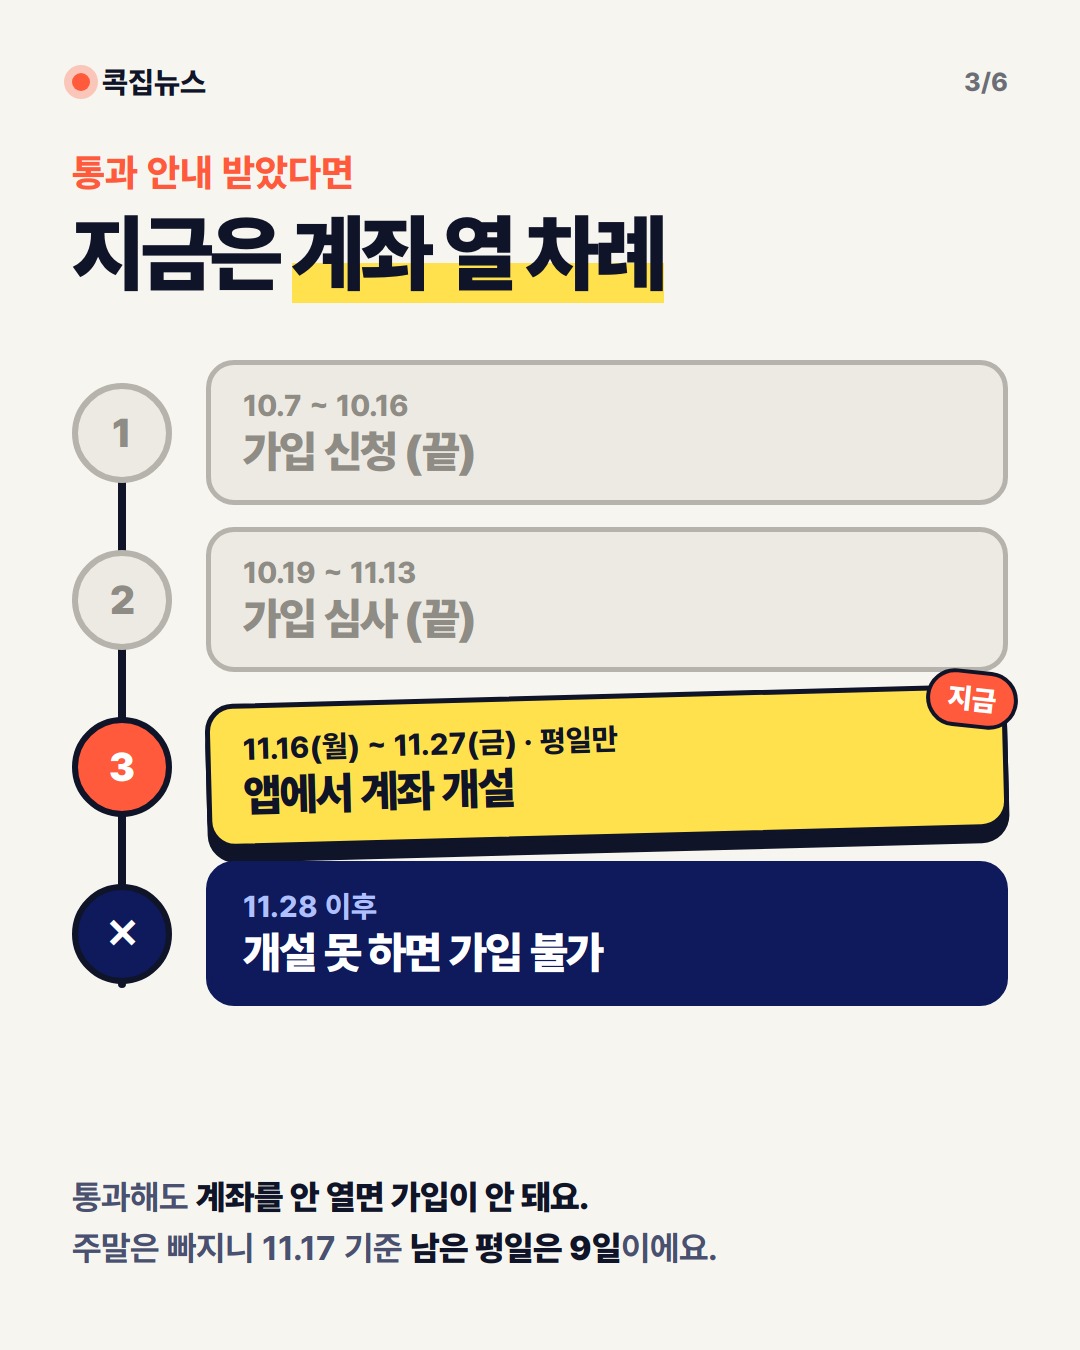 콕집뉴스
3/6
통과 안내 받았다면
지금은 계좌 열 차례
1
10.7 ~ 10.16
가입 신청 (끝)
2
10.19 ~ 11.13
가입 심사 (끝)
지금
3
11.16(월) ~ 11.27(금) · 평일만
앱에서 계좌 개설
✕
11.28 이후
개설 못 하면 가입 불가
통과해도 계좌를 안 열면 가입이 안 돼요.
주말은 빠지니 11.17 기준 남은 평일은 9일이에요.